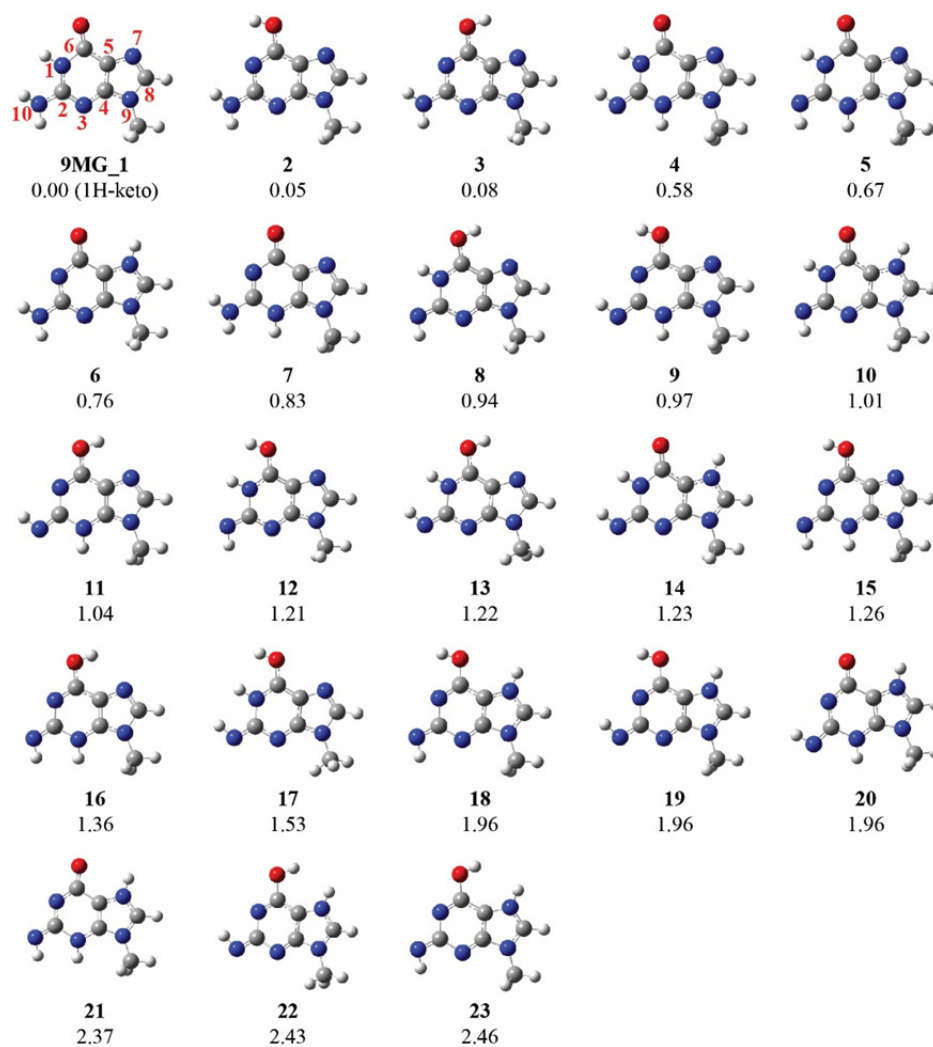 6 5 7
1
8
10 2 4 9
3
9MG_1 2 3 4 5
0.00 (1H-keto) 0.05 0.08 0.58 0.67
6 7 8 9 10
0.76 0.83 0.94 0.97 1.01
11 12 13 14 15
1.04 1.21 1.22 1.23 1.26
16 17 18 19 20
1.36 1.53 1.96 1.96 1.96
21 22 23
2.37 2.43 2.46